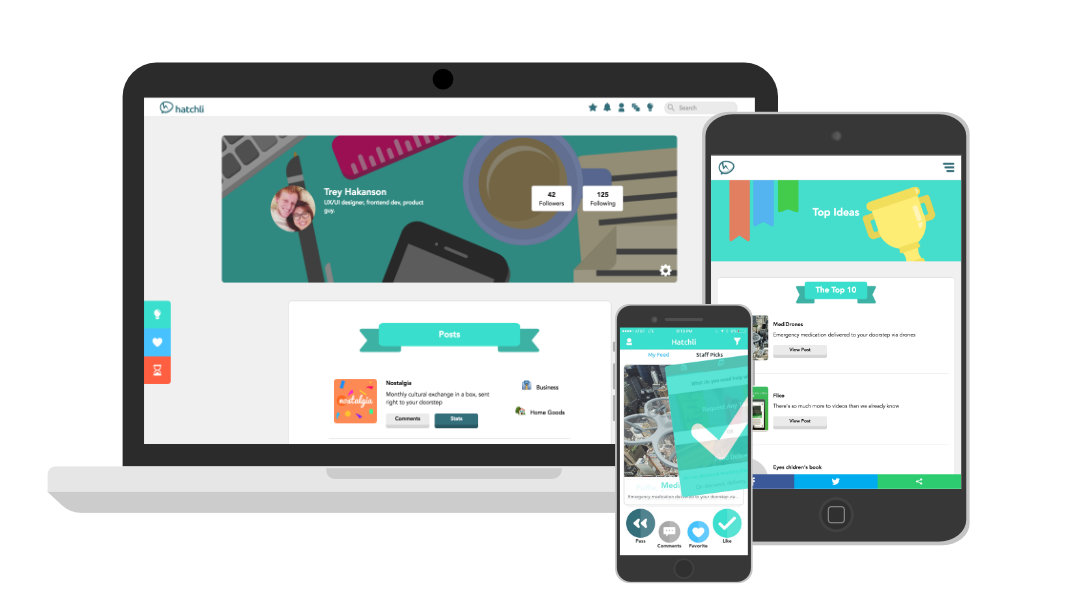 hatchli
Search
Trey Hakanson
UX/UI designer, frontend dev, product
guy.
42
Followers
125
Following
Posts
Nostalgia
Monthly cultural exchange in a box, sent
right to your doorstep
Comments
Stats
nostalgia
Business
Home Goods
Top Ideas
The Top 10
Med/Drones
Emergency medication delivered to your doorstep via drones
View Post
Flice
There's so much more to videos than we already know
View Post
Eyes children's book
Hatchli
My Feed
Staff Picks
Medi
Emergency medication delivered to your doorstep via...
Pass
Comments
Favorite
Like